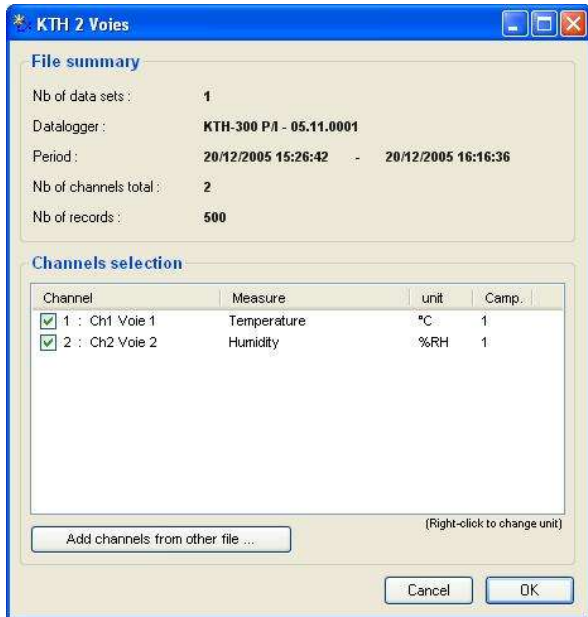 KTH 2 Voies
File summary
Nb of data sets : 1
Datalogger : KTH-300 P/I - 05.11.0001
Period : 20/12/2005 15:26:42 - 20/12/2005 16:16:36
Nb of channels total : 2
Nb of records : 500
Channels selection
Channel Measure unit Camp.
1 : Ch1 Voie 1 Temperature °C 1
2 : Ch2 Voie 2 Humidity %RH 1
(Right-click to change unit)
Add channels from other file ...
Cancel OK